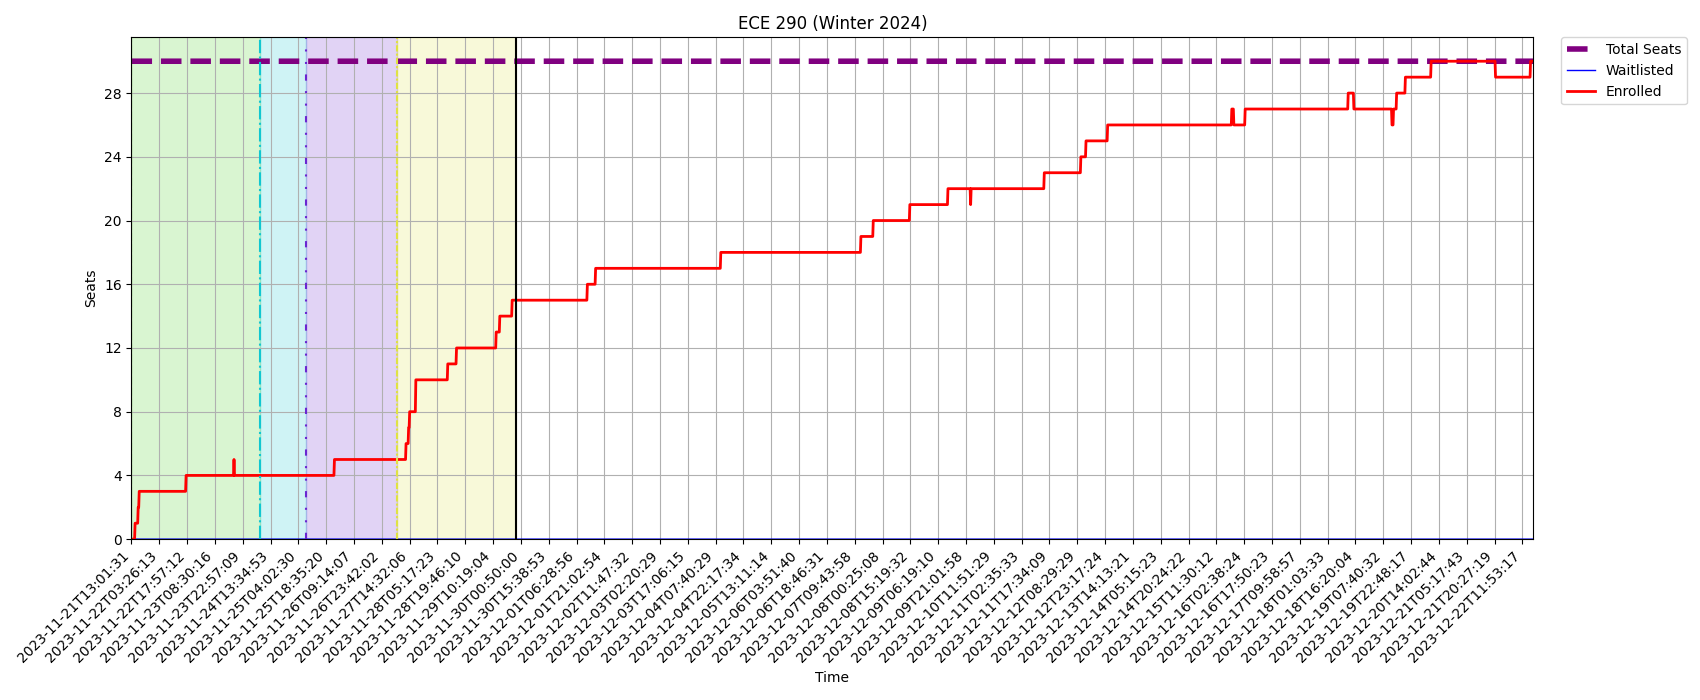 ECE 290 (Winter 2024)
Total Seats
Waitlisted
Enrolled
Seats
28
24
20
16
12
8
4
0
2023-11-21T13:01:31
2023-11-22T03:26:13
2023-11-22T17:57:12
2023-11-23T08:30:16
2023-11-23T22:57:09
2023-11-24T13:34:53
2023-11-25T04:02:30
2023-11-25T18:35:20
2023-11-26T09:14:07
2023-11-26T23:42:02
2023-11-27T14:32:06
2023-11-28T05:17:23
2023-11-28T19:46:10
2023-11-29T10:19:04
2023-11-30T00:50:00
2023-11-30T15:38:53
2023-12-01T06:28:56
2023-12-01T21:02:54
2023-12-02T11:47:32
2023-12-03T02:20:29
2023-12-03T17:06:15
2023-12-04T07:40:29
2023-12-04T22:17:34
2023-12-05T13:11:14
2023-12-06T03:51:40
2023-12-06T18:46:31
2023-12-07T09:43:58
2023-12-08T00:25:08
2023-12-08T15:19:32
2023-12-09T06:19:10
2023-12-09T21:01:58
2023-12-10T11:51:29
2023-12-11T02:35:33
2023-12-11T17:34:09
2023-12-12T08:29:29
2023-12-12T23:17:24
2023-12-13T14:13:21
2023-12-14T05:15:23
2023-12-14T20:24:22
2023-12-15T11:30:12
2023-12-16T02:38:24
2023-12-16T17:50:23
2023-12-17T09:58:57
2023-12-18T01:03:33
2023-12-18T16:20:04
2023-12-19T07:40:32
2023-12-19T22:48:17
2023-12-20T14:02:44
2023-12-21T05:17:43
2023-12-21T20:27:19
2023-12-22T11:53:17
Time